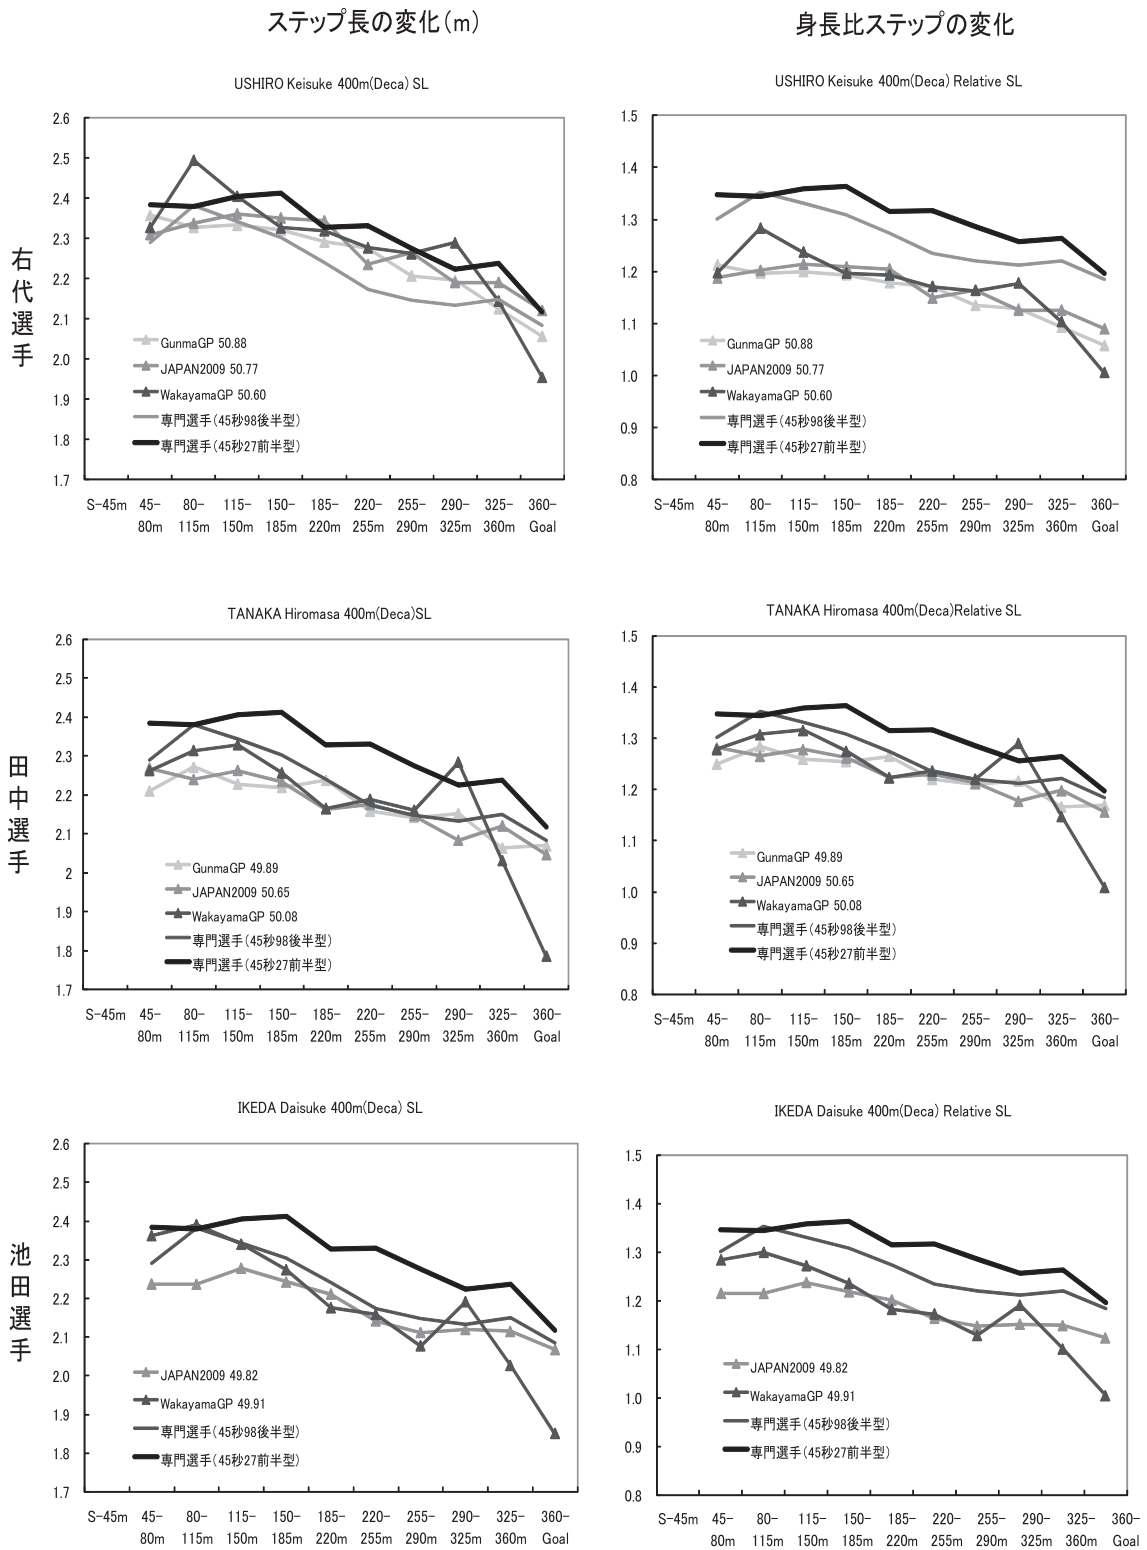 ステップ長の変化(m)
身長比ステップの変化
右代選手
USHIRO Keisuke 400m(Deca) SL
2.6
2.5
2.4
2.3
2.2
2.1
2.0
1.9
1.8
1.7
GunmaGP 50.88
JAPAN2009 50.77
WakayamaGP 50.60
専門選手(45秒98後半型)
専門選手(45秒27前半型)
S-45m 45- 80- 115- 150- 185- 220- 255- 290- 325- 360-
80m 115m 150m 185m 220m 255m 290m 325m 360m Goal
USHIRO Keisuke 400m(Deca) Relative SL
1.5
1.4
1.3
1.2
1.1
1.0
0.9
0.8
GunmaGP 50.88
JAPAN2009 50.77
WakayamaGP 50.60
専門選手(45秒98後半型)
専門選手(45秒27前半型)
S-45m 45- 80- 115- 150- 185- 220- 255- 290- 325- 360-
80m 115m 150m 185m 220m 255m 290m 325m 360m Goal
田中選手
TANAKA Hiromasa 400m(Deca)SL
2.6
2.5
2.4
2.3
2.2
2.1
2
1.9
1.8
1.7
GunmaGP 49.89
JAPAN2009 50.65
WakayamaGP 50.08
専門選手(45秒98後半型)
専門選手(45秒27前半型)
S-45m 45- 80- 115- 150- 185- 220- 255- 290- 325- 360-
80m 115m 150m 185m 220m 255m 290m 325m 360m Goal
TANAKA Hiromasa 400m(Deca)Relative SL
1.5
1.4
1.3
1.2
1.1
1.0
0.9
0.8
GunmaGP 49.89
JAPAN2009 50.65
WakayamaGP 50.08
専門選手(45秒98後半型)
専門選手(45秒27前半型)
S-45m 45- 80- 115- 150- 185- 220- 255- 290- 325- 360-
80m 115m 150m 185m 220m 255m 290m 325m 360m Goal
池田選手
IKEDA Daisuke 400m(Deca) SL
2.6
2.5
2.4
2.3
2.2
2.1
2.0
1.9
1.8
1.7
JAPAN2009 49.82
WakayamaGP 49.91
専門選手(45秒98後半型)
専門選手(45秒27前半型)
S-45m 45- 80- 115- 150- 185- 220- 255- 290- 325- 360-
80m 115m 150m 185m 220m 255m 290m 325m 360m Goal
IKEDA Daisuke 400m(Deca) Relative SL
1.5
1.4
1.3
1.2
1.1
1.0
0.9
0.8
JAPAN2009 49.82
WakayamaGP 49.91
専門選手(45秒98後半型)
専門選手(45秒27前半型)
S-45m 45- 80- 115- 150- 185- 220- 255- 290- 325- 360-
80m 115m 150m 185m 220m 255m 290m 325m 360m Goal